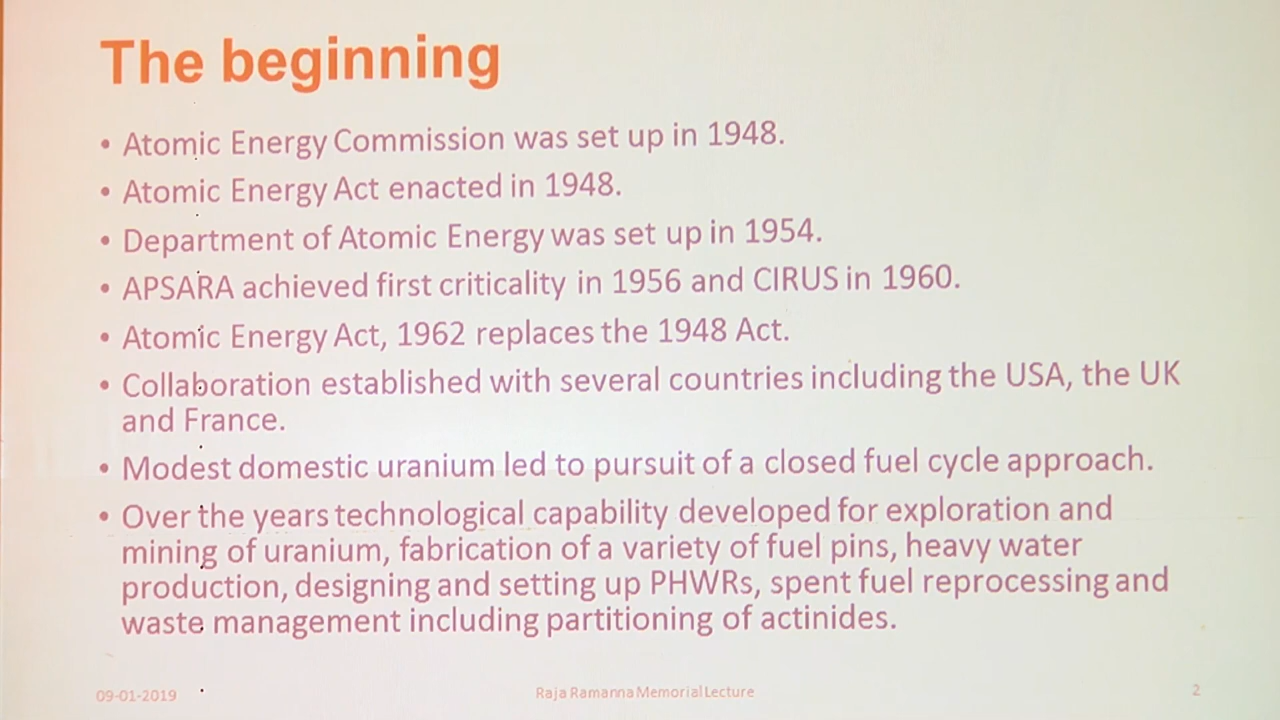 The beginning
• Atomic Energy Commission was set up in 1948.
• Atomic Energy Act enacted in 1948.
• Department of Atomic Energy was set up in 1954.
• APSARA achieved first criticality in 1956 and CIRUS in 1960.
• Atomic Energy Act, 1962 replaces the 1948 Act.
• Collaboration established with several countries including the USA, the UK
and France.
• Modest domestic uranium led to pursuit of a closed fuel cycle approach.
• Over the years technological capability developed for exploration and
mining of uranium, fabrication of a variety of fuel pins, heavy water
production, designing and setting up PHWRs, spent fuel reprocessing and
waste management including partitioning of actinides.
09-01-2019 Raja Ramanna Memorial Lecture 2